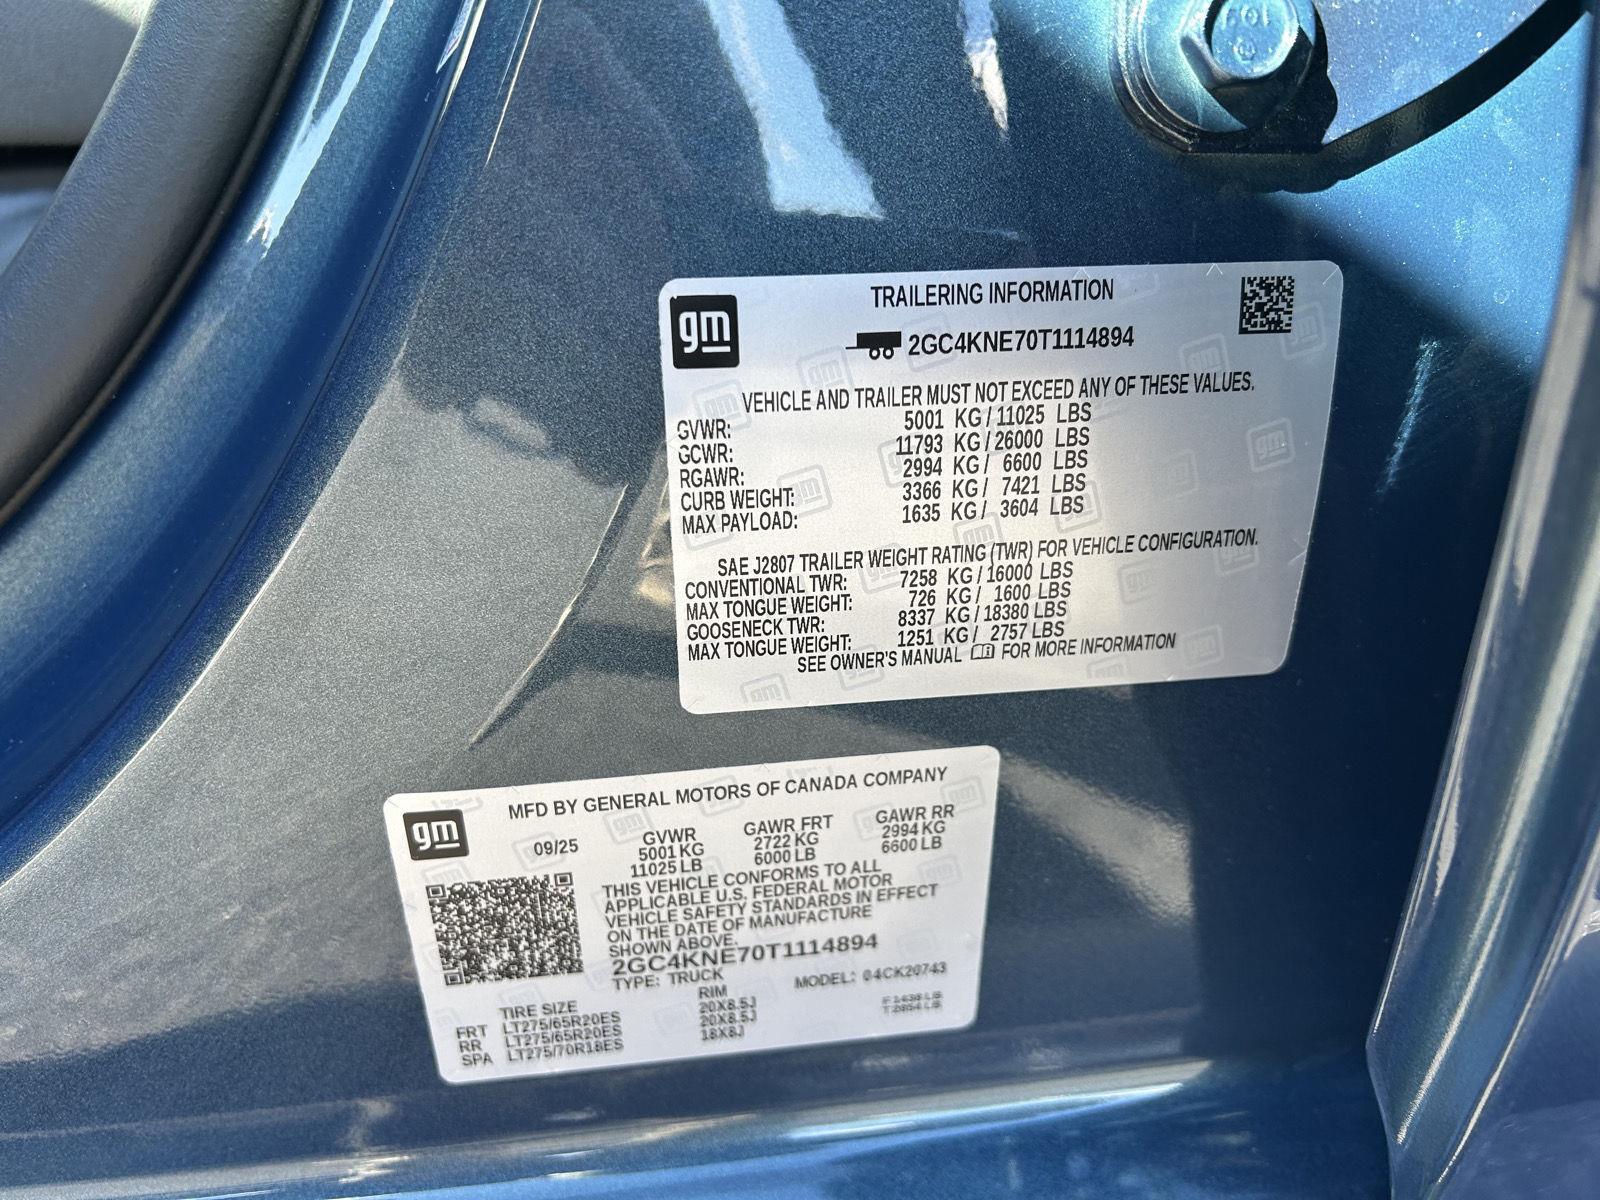 gm
TRAILERING INFORMATION
2GC4KNE70T1114894
VEHICLE AND TRAILER MUST NOT EXCEED ANY OF THESE VALUES.
GVWR: 5001 KG / 11025 LBS
GCWR: 11793 KG / 26000 LBS
RGAWR: 2994 KG / 6600 LBS
CURB WEIGHT: 3366 KG / 7421 LBS
MAX PAYLOAD: 1635 KG / 3604 LBS
SAE J2807 TRAILER WEIGHT RATING (TWR) FOR VEHICLE CONFIGURATION.
CONVENTIONAL TWR: 7258 KG / 16000 LBS
MAX TONGUE WEIGHT: 726 KG / 1600 LBS
GOOSENECK TWR: 8337 KG / 18380 LBS
MAX TONGUE WEIGHT: 1251 KG / 2757 LBS
SEE OWNER'S MANUAL FOR MORE INFORMATION
gm
MFD BY GENERAL MOTORS OF CANADA COMPANY
09/25 GVWR GAWR FRT GAWR RR
5001 KG 2722 KG 2994 KG
11025 LB 6000 LB 6600 LB
THIS VEHICLE CONFORMS TO ALL
APPLICABLE U.S. FEDERAL MOTOR
VEHICLE SAFETY STANDARDS IN EFFECT
ON THE DATE OF MANUFACTURE
SHOWN ABOVE.
2GC4KNE70T1114894
TYPE: TRUCK MODEL: 04CK20743
TIRE SIZE RIM
FRT LT275/65R20ES 20X8.5J
RR LT275/65R20ES 20X8.5J
SPA LT275/70R18ES 18X8J